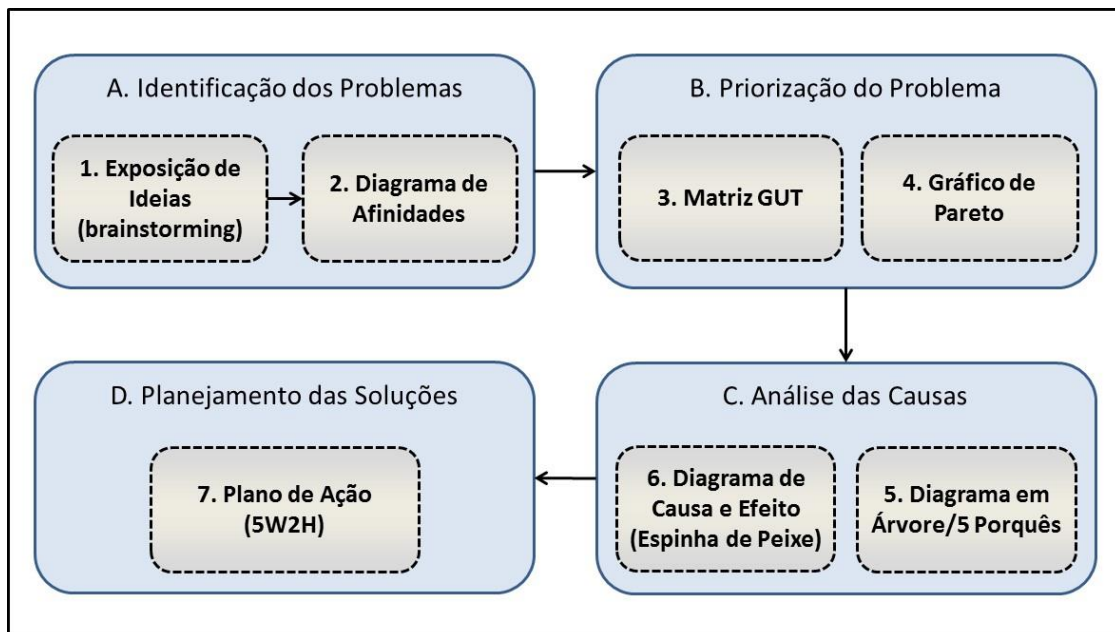 A. Identificação dos Problemas
1. Exposição de
Ideias
(brainstorming)
2. Diagrama de
Afinidades
B. Priorização do Problema
3. Matriz GUT
4. Gráfico de
Pareto
D. Planejamento das Soluções
7. Plano de Ação
(5W2H)
C. Análise das Causas
6. Diagrama de
Causa e Efeito
(Espinha de Peixe)
5. Diagrama em
Árvore/5 Porquês